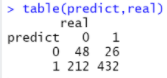 > table(predict,real)
real
predict 0 1
0 48 26
1 212 432